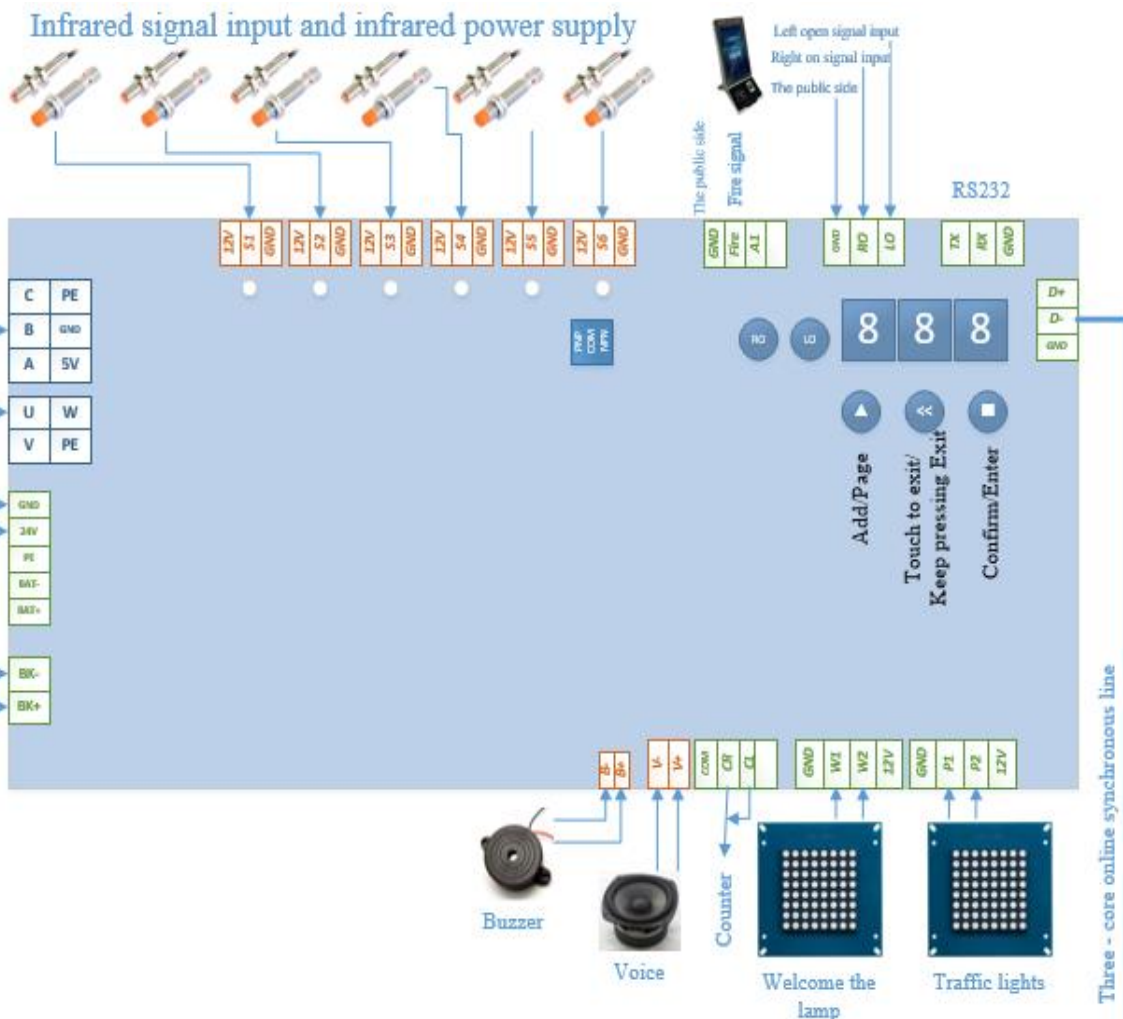 Infrared signal input and infrared power supply
Left open signal input
Right on signal input
The public side
The public side
Fire signal
RS232
12V S1 GND
12V S2 GND
12V S3 GND
12V S4 GND
12V S5 GND
12V S6 GND
GND Fire A1
GND RO LO
TX RX GND
D+
D-
GND
C PE
B GND
A 5V
U W
V PE
PNP
COM
NPN
RO LO
8 8 8
Add/Page
Touch to exit/
Keep pressing Exit
Confirm/Enter
GND
24V
PE
BAT-
BAT+
BK-
BK+
B- B+
V- V+
COM CR CL
GND W1 W2 12V
GND P1 P2 12V
Buzzer
Voice
Counter
Welcome the
lamp
Traffic lights
Three - core online synchronous line